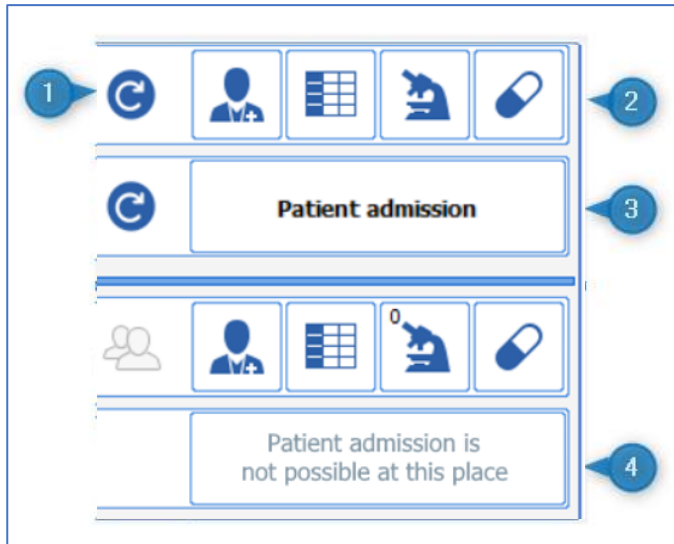 1
2
Patient admission
3
0
Patient admission is
not possible at this place
4